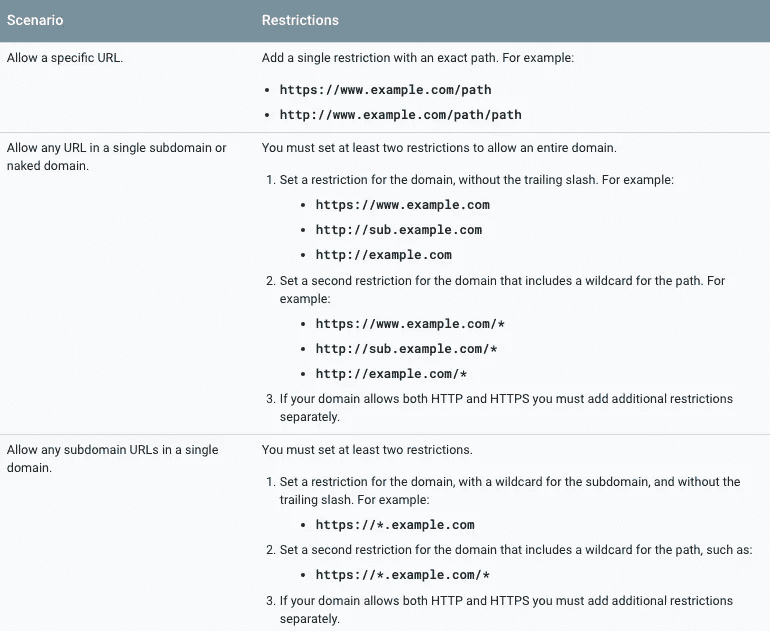 Scenario Restrictions
Allow a specific URL. Add a single restriction with an exact path. For example:
• https://www.example.com/path
• http://www.example.com/path/path
Allow any URL in a single subdomain or
naked domain.
You must set at least two restrictions to allow an entire domain.
1. Set a restriction for the domain, without the trailing slash. For example:
• https://www.example.com
• http://sub.example.com
• http://example.com
2. Set a second restriction for the domain that includes a wildcard for the path. For
example:
• https://www.example.com/*
• http://sub.example.com/*
• http://example.com/*
3. If your domain allows both HTTP and HTTPS you must add additional restrictions
separately.
Allow any subdomain URLs in a single
domain.
You must set at least two restrictions.
1. Set a restriction for the domain, with a wildcard for the subdomain, and without the
trailing slash. For example:
• https://*.example.com
2. Set a second restriction for the domain that includes a wildcard for the path, such as:
• https://*.example.com/*
3. If your domain allows both HTTP and HTTPS you must add additional restrictions
separately.